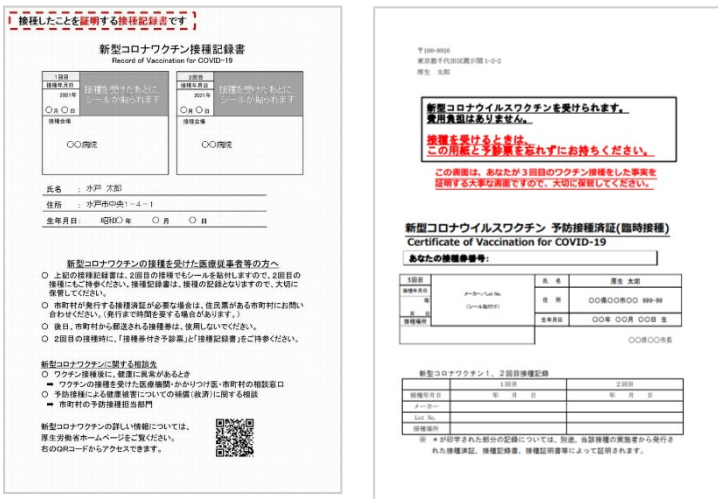 接種したことを証明する接種記録書です
新型コロナワクチン接種記録書
Record of Vaccination for COVID-19
1回目
接種年月日
2021年
〇月〇日
接種を受けたあとに、
シールが貼られます
接種会場
〇〇病院
2回目
接種年月日
2021年
〇月〇日
接種を受けたあとに、
シールが貼られます
接種会場
〇〇病院
氏名 : 水戸 太郎
住所 : 水戸市中央1-4-1
生年月日: 昭和〇年 〇月 〇日
新型コロナワクチンの接種を受けた医療従事者等の方へ
〇 上記の接種記録書は、2回目の接種でもシールを貼付しますので、2回目の
接種にもご持参ください。接種記録書は、接種の記録となりますので、大切に
保管してください。
〇 市町村が発行する接種済証が必要な場合は、住民票がある市町村にお問い
合わせください。(発行まで時間を要する場合があります。)
〇 後日、市町村から郵送される接種券は、使用しないでください。
〇 2回目の接種時に、「接種券付き予診票」と「接種記録書」をご持参ください。
新型コロナワクチンに関する相談先
〇 ワクチン接種後に、健康に異常があるとき
➡ ワクチンの接種を受けた医療機関・かかりつけ医・市町村の相談窓口
〇 予防接種による健康被害についての補償(救済)に関する相談
➡ 市町村の予防接種担当部門
新型コロナワクチンの詳しい情報については、
厚生労働省ホームページをご覧ください。
右のQRコードからアクセスできます。
〒100-8916
東京都千代田区霞が関1-2-2
厚生 太郎
新型コロナウイルスワクチンを受けられます。
費用負担はありません。
接種を受けるときは、
この用紙と予診票を忘れずにお持ちください。
この書面は、あなたが3回目のワクチン接種をした事実を
証明する大事な書面ですので、大切に保管してください。
新型コロナウイルスワクチン 予防接種済証(臨時接種)
Certificate of Vaccination for COVID-19
あなたの接種券番号:
3回目
接種年月日
年
月 日
接種場所
メーカー/Lot No.
(シール貼付け)
氏 名 厚生 太郎
住 所 〇〇県〇〇市〇〇 999-99
生年月日 〇〇年 〇〇月 〇〇日 生
〇〇県〇〇市長
新型コロナワクチン1、2回目接種記録
1回目 2回目
接種年月日 年 月 日 年 月 日
メーカー
Lot No.
接種場所
※ *が印字された部分の記録については、別途、当該接種の実施者から発行さ
れた接種済証、接種記録書、接種証明書等によって証明されます。